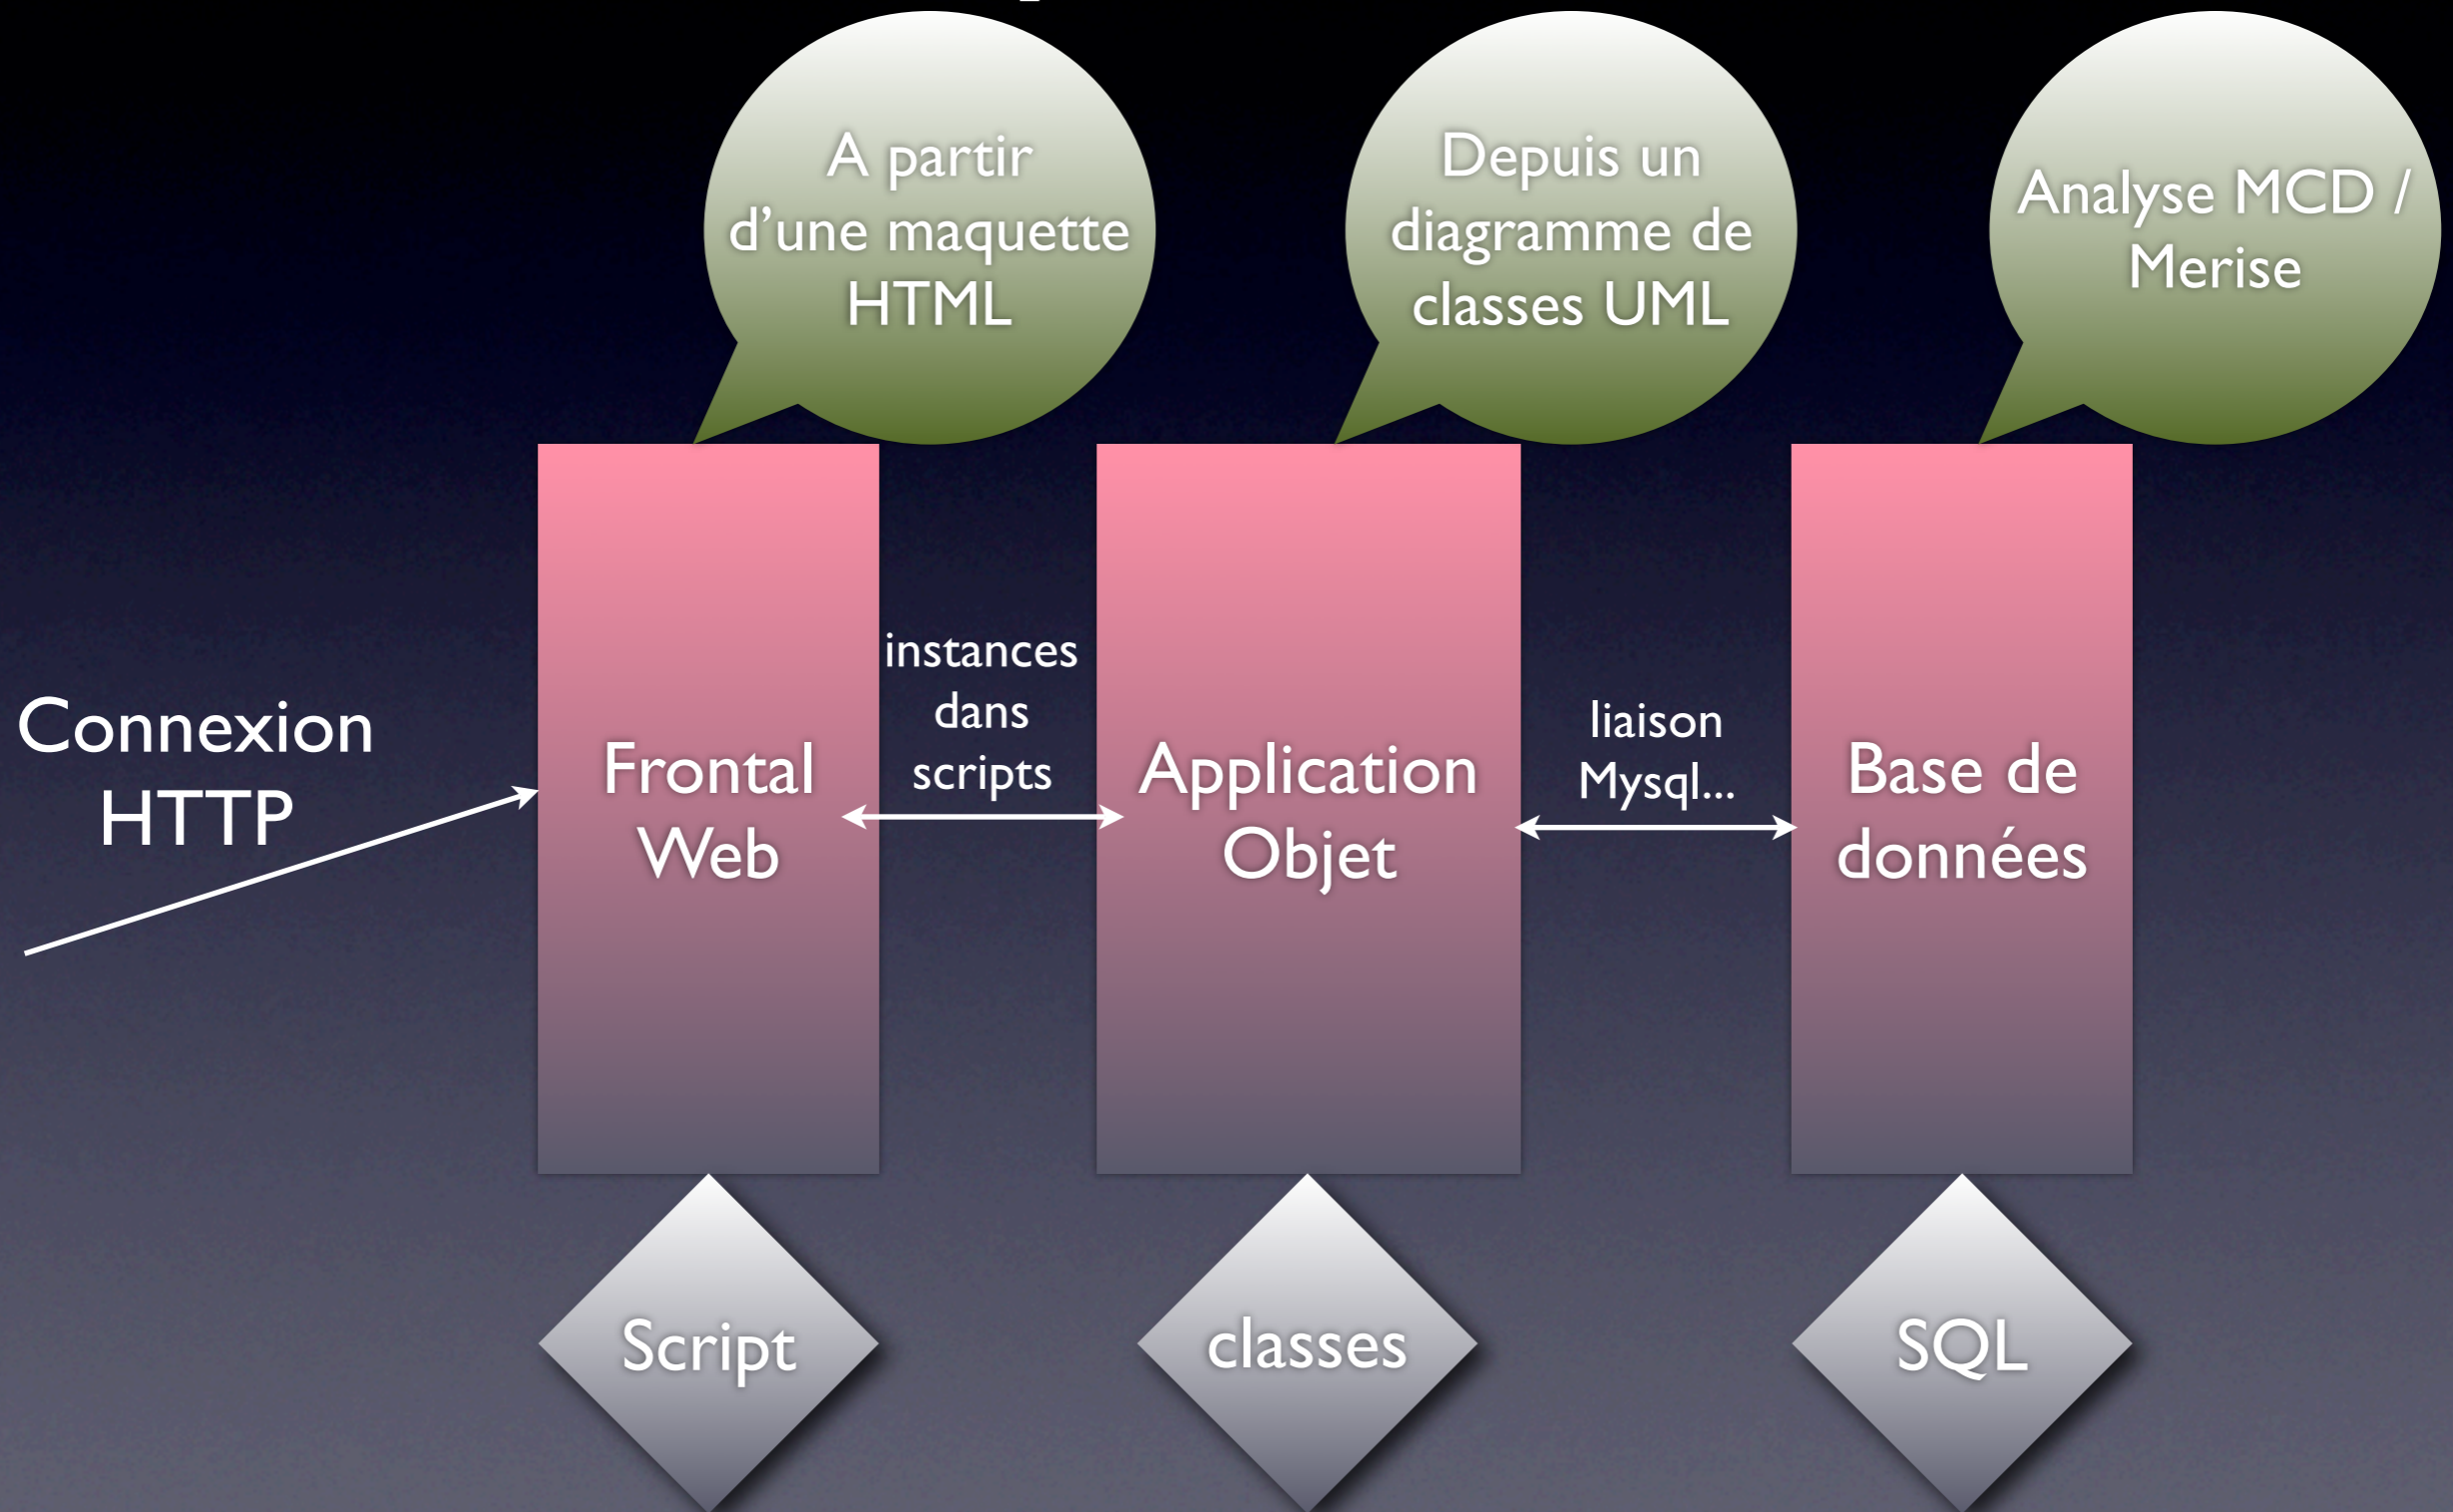 A partir
d'une maquette
HTML
Depuis un
diagramme de
classes UML
Analyse MCD /
Merise
Connexion
HTTP
Frontal
Web
instances
dans
scripts
Application
Objet
liaison
Mysql...
Base de
données
Script
classes
SQL